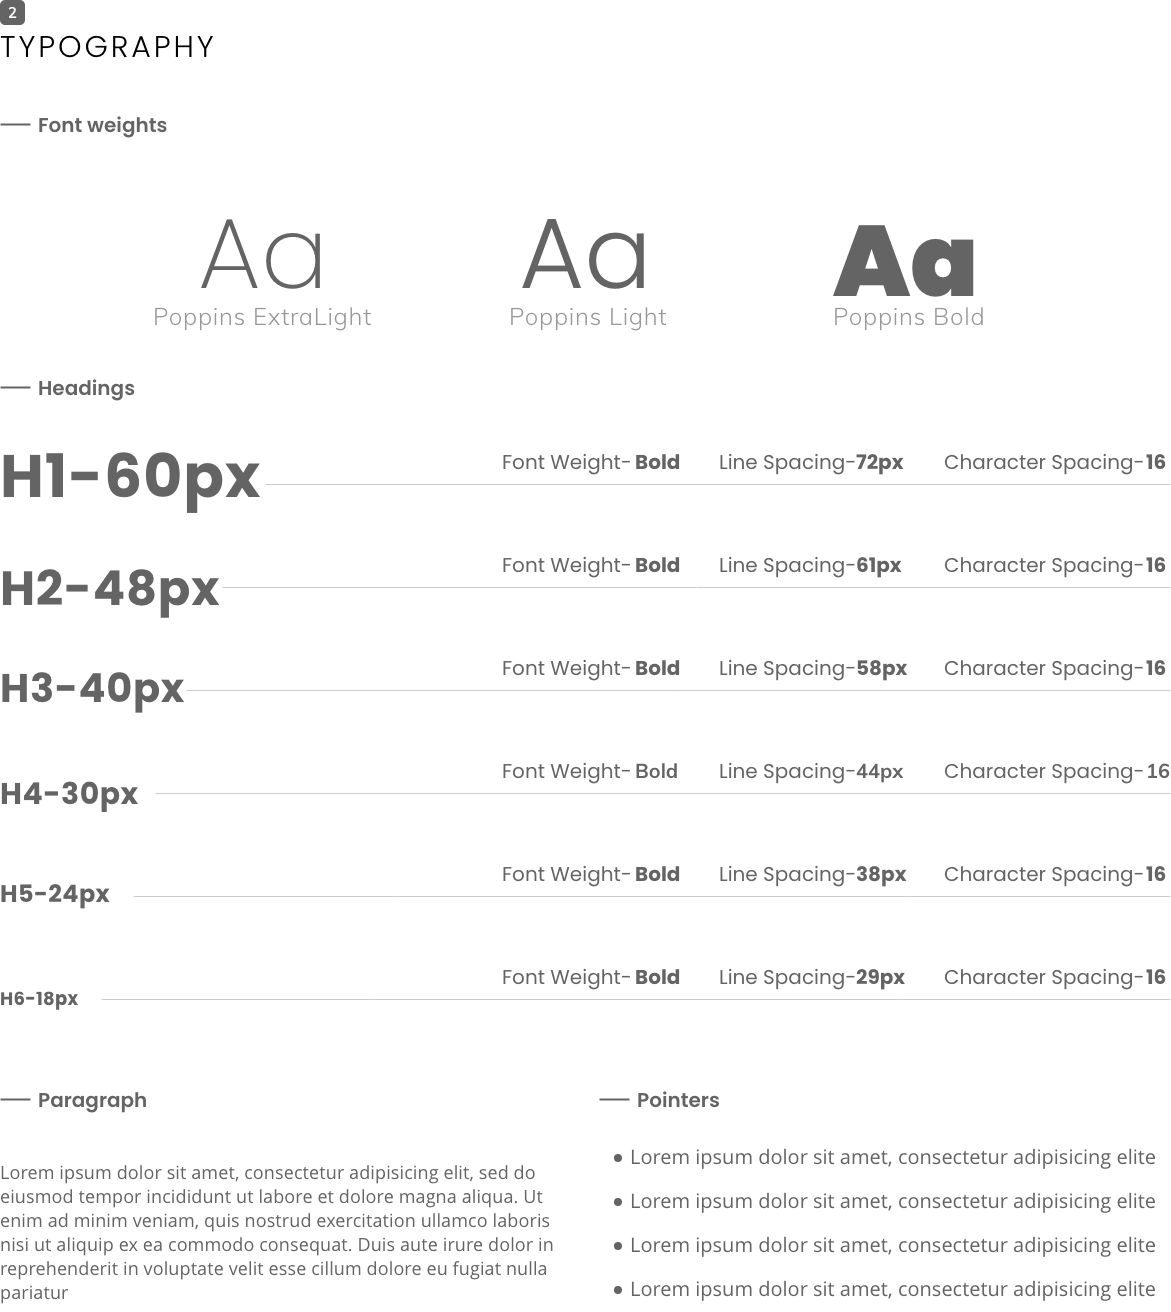 2
TYPOGRAPHY
Font weights
Aa Aa Aa
Poppins ExtraLight Poppins Light Poppins Bold
Headings
H1-60px Font Weight- Bold Line Spacing-72px Character Spacing-16
H2-48px Font Weight- Bold Line Spacing-61px Character Spacing-16
H3-40px Font Weight- Bold Line Spacing-58px Character Spacing-16
H4-30px Font Weight- Bold Line Spacing-44px Character Spacing-16
H5-24px Font Weight- Bold Line Spacing-38px Character Spacing-16
H6-18px Font Weight- Bold Line Spacing-29px Character Spacing-16
Paragraph
Lorem ipsum dolor sit amet, consectetur adipisicing elit, sed do
eiusmod tempor incididunt ut labore et dolore magna aliqua. Ut
enim ad minim veniam, quis nostrud exercitation ullamco laboris
nisi ut aliquip ex ea commodo consequat. Duis aute irure dolor in
reprehenderit in voluptate velit esse cillum dolore eu fugiat nulla
pariatur
Pointers
• Lorem ipsum dolor sit amet, consectetur adipisicing elite
• Lorem ipsum dolor sit amet, consectetur adipisicing elite
• Lorem ipsum dolor sit amet, consectetur adipisicing elite
• Lorem ipsum dolor sit amet, consectetur adipisicing elite